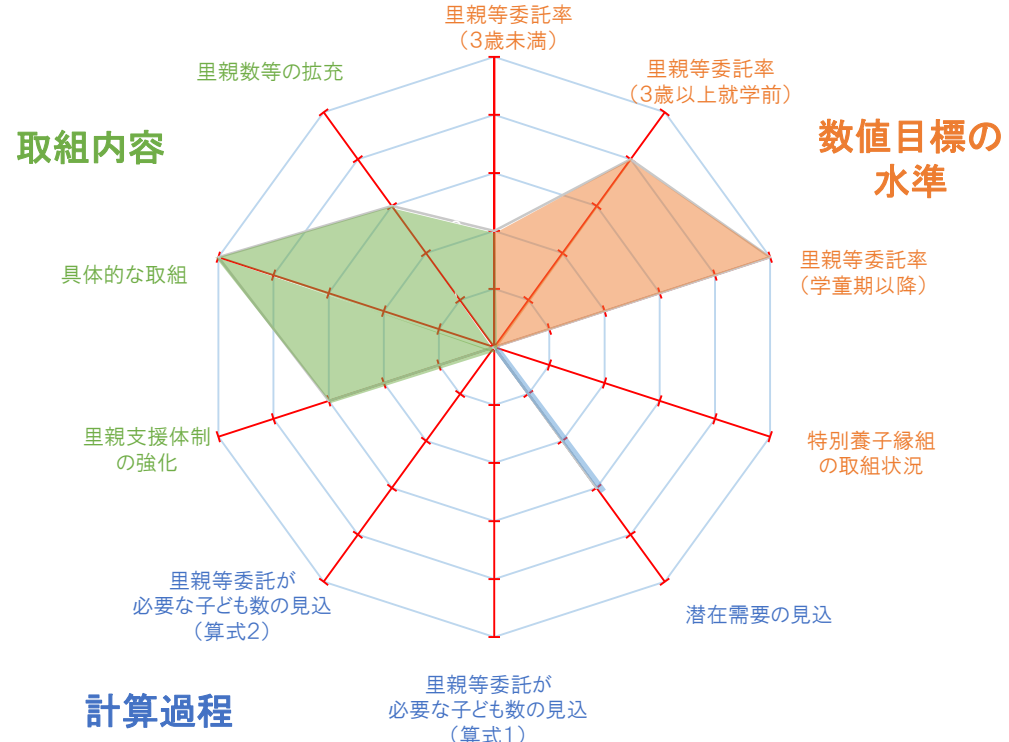 里親等委託率
（3歳未満）
里親等委託率
（3歳以上就学前）
数値目標の
水準
里親等委託率
（学童期以降）
特別養子縁組
の取組状況
潜在需要の見込
里親等委託が
必要な子ども数の見込
（算式1）
計算過程
里親等委託が
必要な子ども数の見込
（算式2）
里親支援体制
の強化
具体的な取組
取組内容
里親数等の拡充